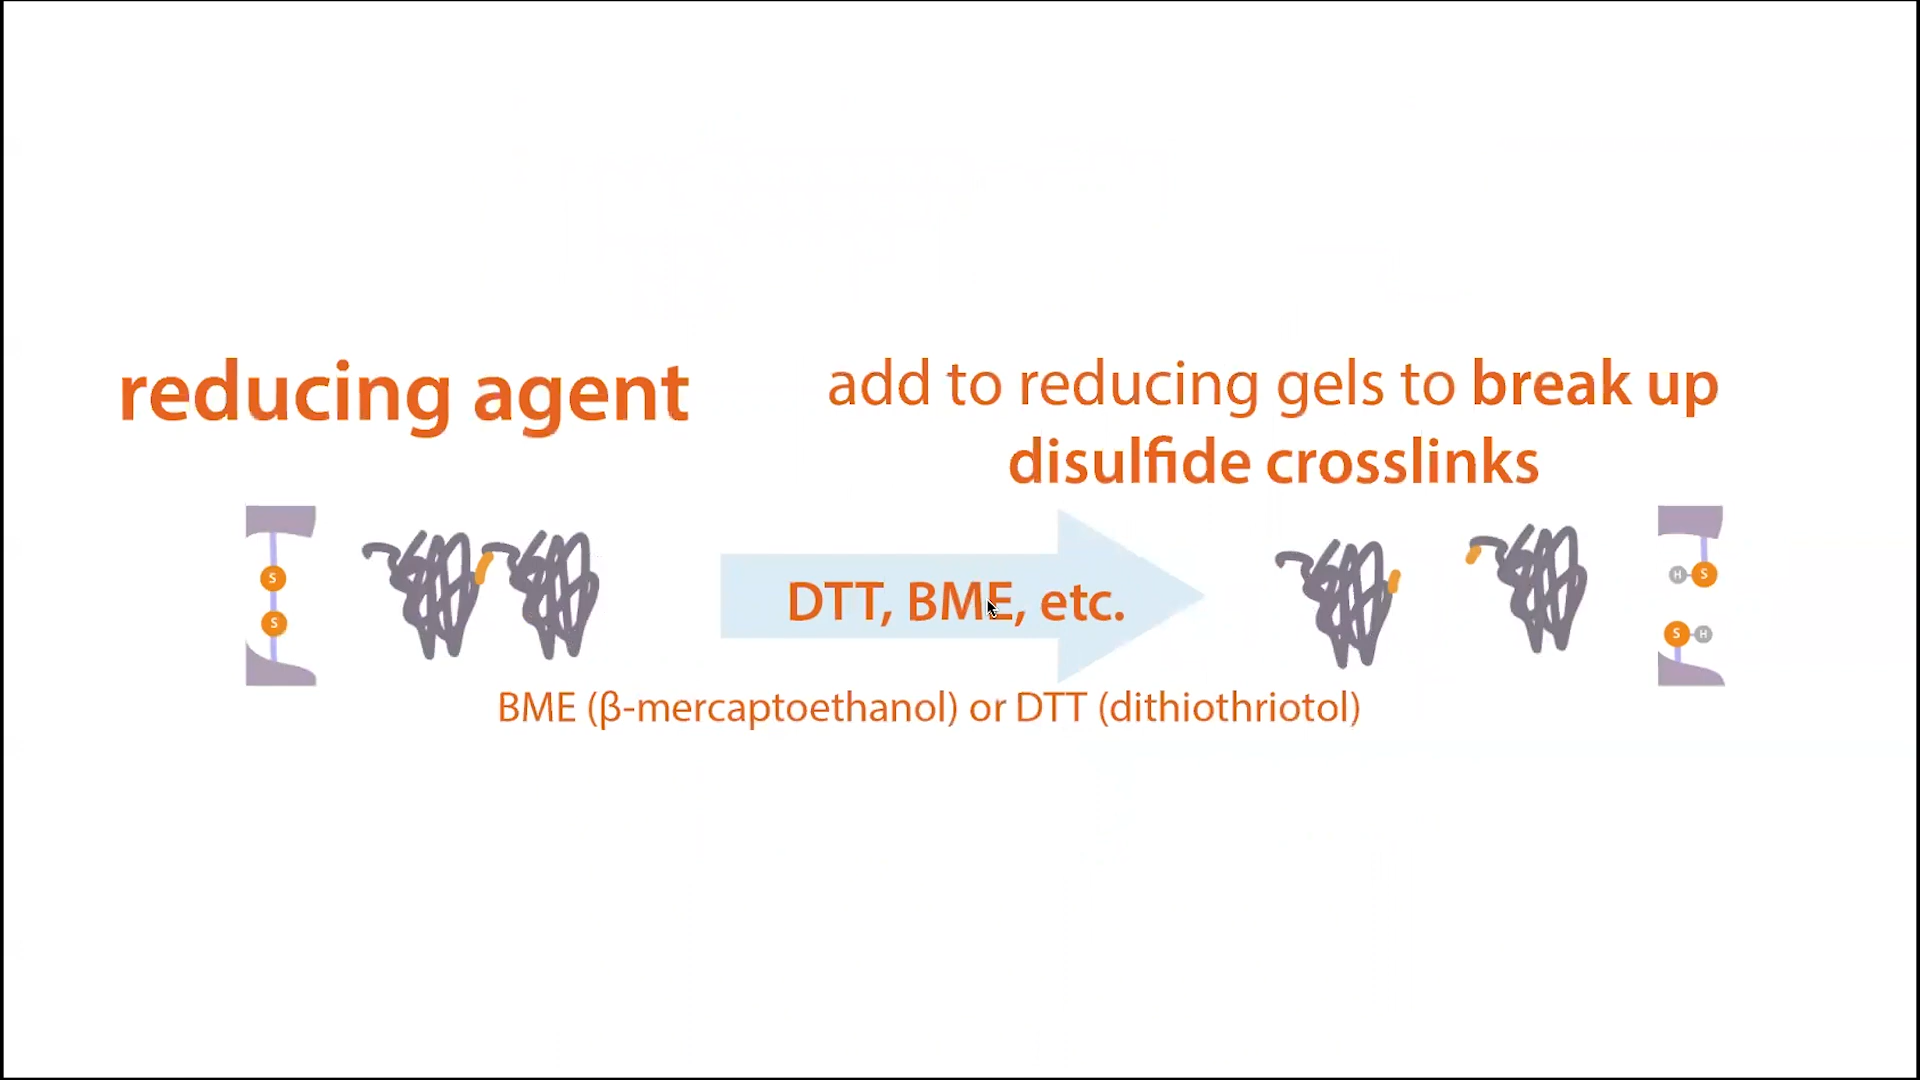 reducing agent
add to reducing gels to break up
disulfide crosslinks
S
S
DTT, BME, etc.
H S
S H
BME (β-mercaptoethanol) or DTT (dithiothriotol)